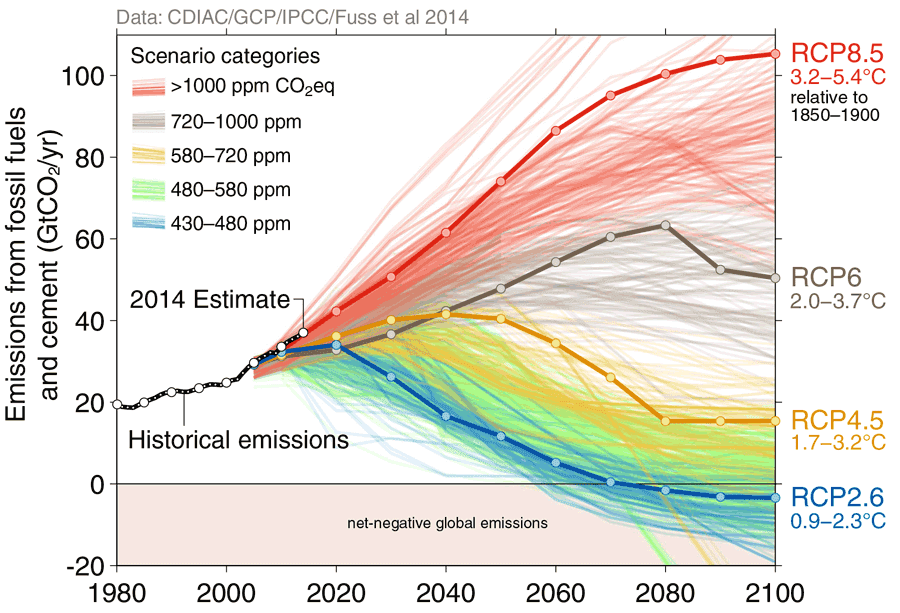 Data: CDIAC/GCP/IPCC/Fuss et al 2014
Scenario categories
>1000 ppm CO₂eq
720–1000 ppm
580–720 ppm
480–580 ppm
430–480 ppm
Emissions from fossil fuels
and cement (GtCO₂/yr)
100
80
60
40
20
0
-20
2014 Estimate
Historical emissions
net-negative global emissions
RCP8.5
3.2–5.4°C
relative to
1850–1900
RCP6
2.0–3.7°C
RCP4.5
1.7–3.2°C
RCP2.6
0.9–2.3°C
1980 2000 2020 2040 2060 2080 2100